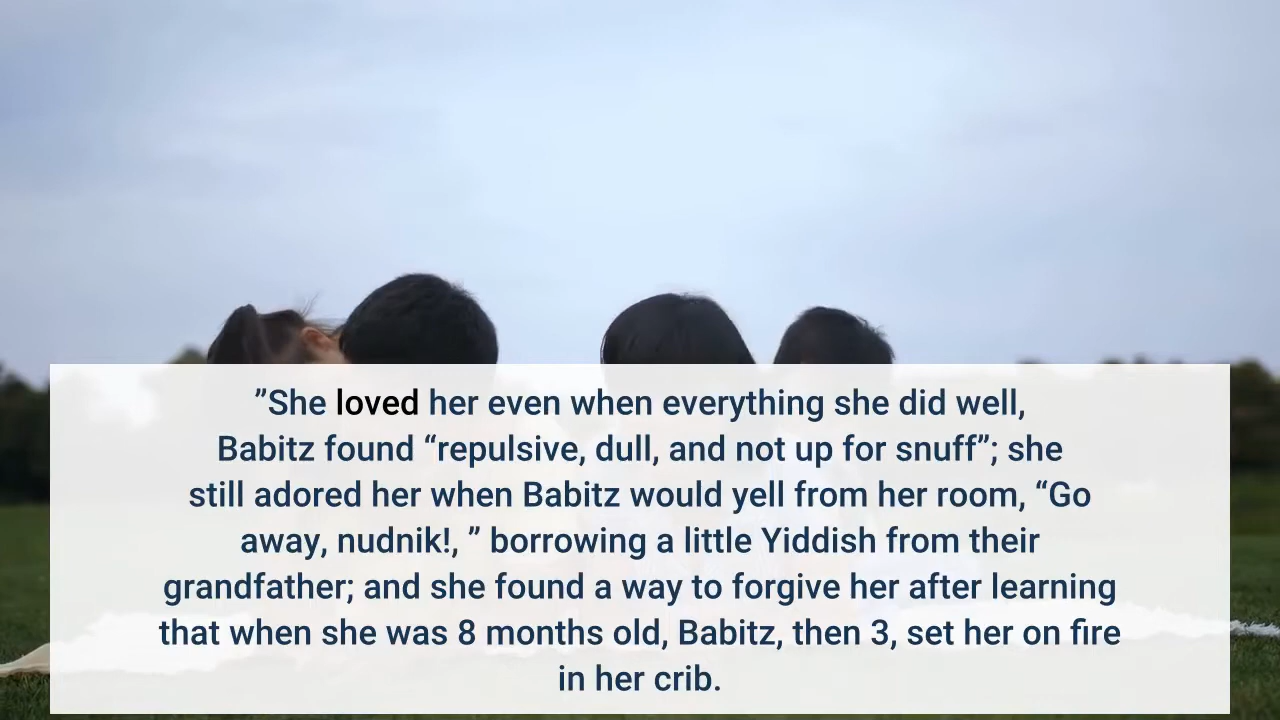 ”She loved her even when everything she did well,
Babitz found “repulsive, dull, and not up for snuff”; she
still adored her when Babitz would yell from her room, “Go
away, nudnik!, ” borrowing a little Yiddish from their
grandfather; and she found a way to forgive her after learning
that when she was 8 months old, Babitz, then 3, set her on fire
in her crib.